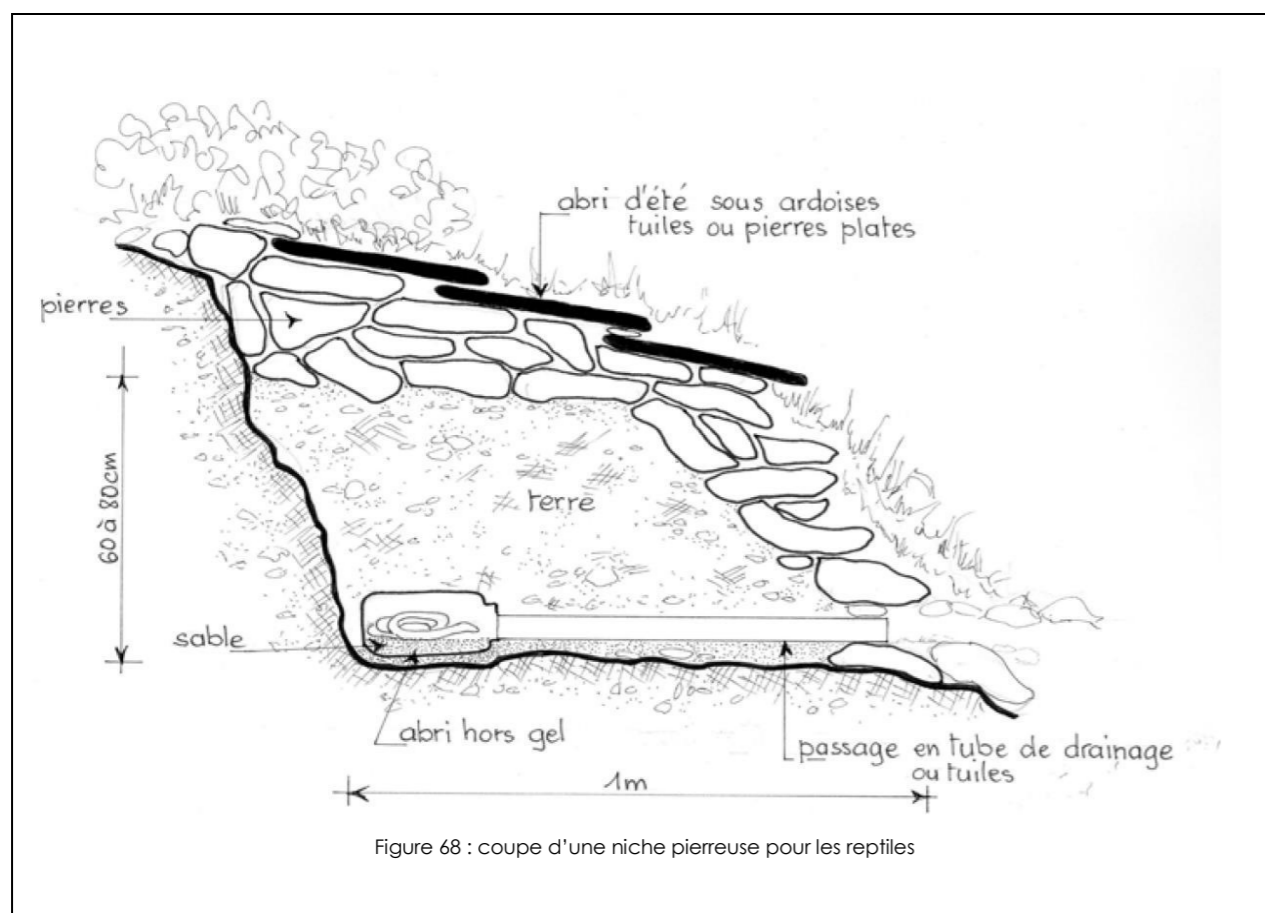 abri d'été sous ardoises
tuiles ou pierres plates
pierres
60 à 80cm
terre
sable
abri hors gel
passage en tube de drainage
ou tuiles
1m
Figure 68 : coupe d'une niche pierreuse pour les reptiles